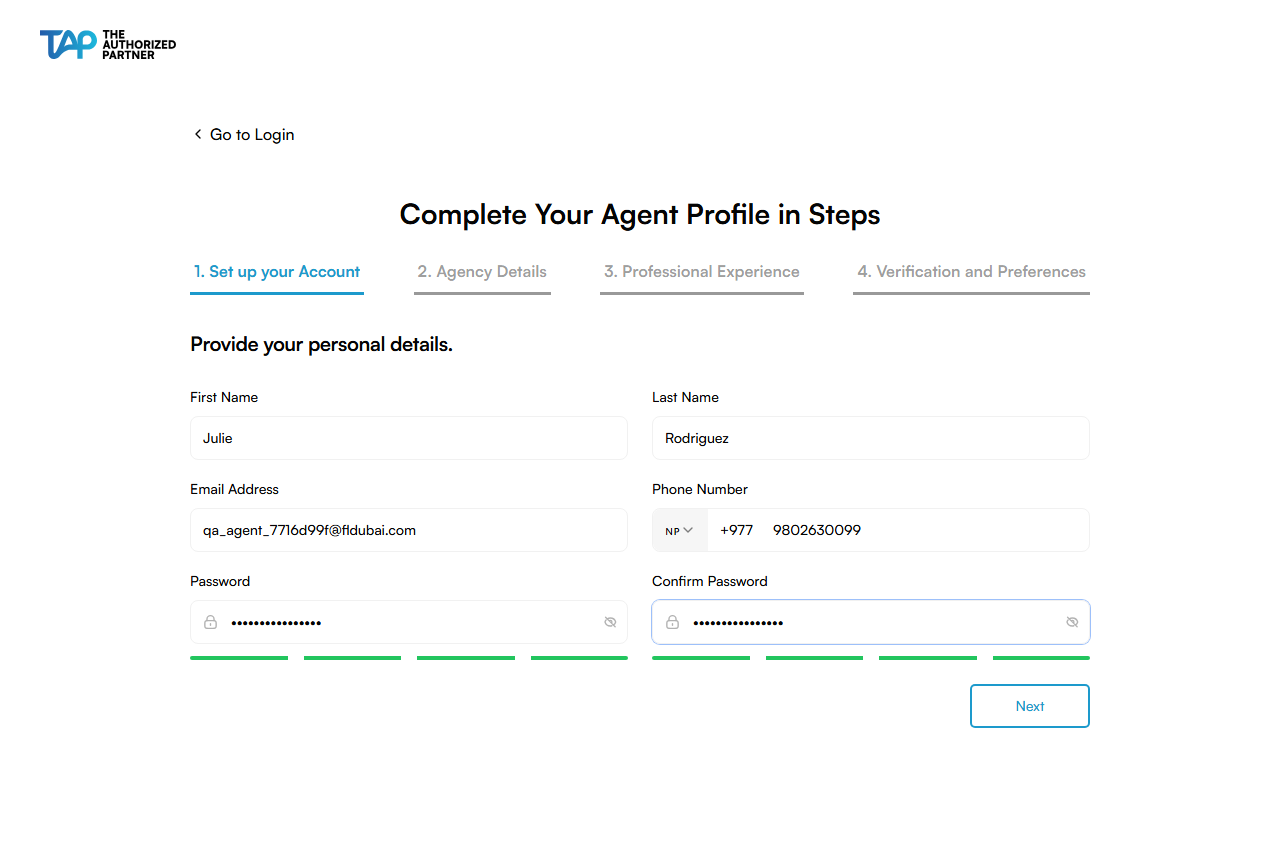 TAP THE
AUTHORIZED
PARTNER
Go to Login
Complete Your Agent Profile in Steps
1. Set up your Account 2. Agency Details 3. Professional Experience 4. Verification and Preferences
Provide your personal details.
First Name Last Name
Julie Rodriguez
Email Address Phone Number
qa_agent_7716d99f@fldubai.com NP +977 9802630099
Password Confirm Password
•••••••••••••••• ••••••••••••••••
Next